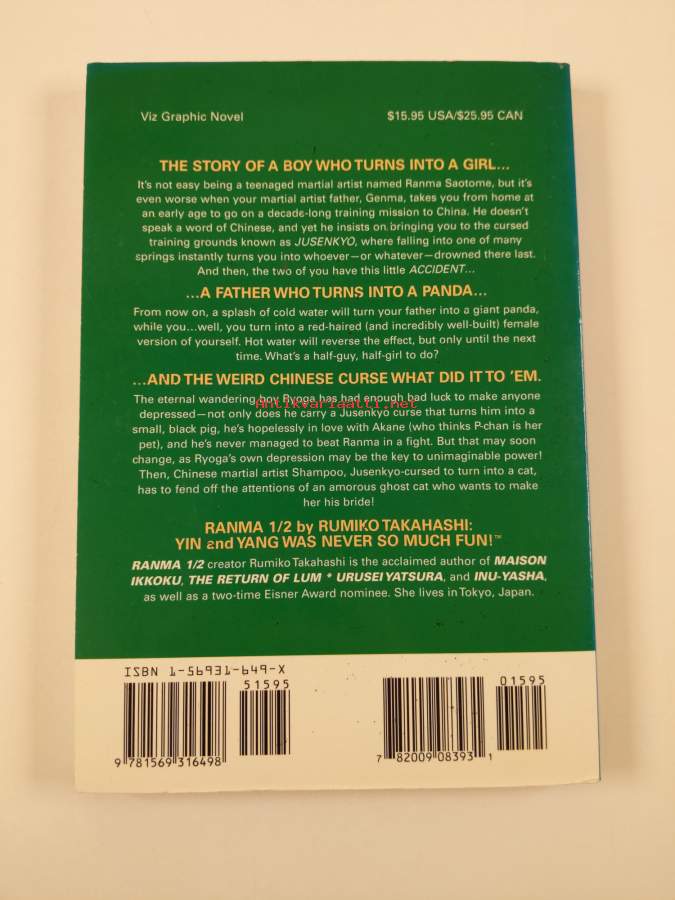 Viz Graphic Novel
$15.95 USA/$25.95 CAN
THE STORY OF A BOY WHO TURNS INTO A GIRL...
It's not easy being a teenaged martial artist named Ranma Saotome, but it's
even worse when your martial artist father, Genma, takes you from home at
an early age to go on a decade-long training mission to China. He doesn't
speak a word of Chinese, and yet he insists on bringing you to the cursed
training grounds known as JUSENKYO, where falling into one of many
springs instantly turns you into whoever—or whatever—drowned there last.
And then, the two of you have this little ACCIDENT...
...A FATHER WHO TURNS INTO A PANDA...
From now on, a splash of cold water will turn your father into a giant panda,
while you...well, you turn into a red-haired (and incredibly well-built) female
version of yourself. Hot water will reverse the effect, but only until the next
time. What's a half-guy, half-girl to do?
...AND THE WEIRD CHINESE CURSE WHAT DID IT TO 'EM.
The eternal wandering boy Ryoga has had enough bad luck to make anyone
Antikvariaatti.net
depressed—not only does he carry a Jusenkyo curse that turns him into a
small, black pig, he's hopelessly in love with Akane (who thinks P-chan is her
pet), and he's never managed to beat Ranma in a fight. But that may soon
change, as Ryoga's own depression may be the key to unimaginable power!
Then, Chinese martial artist Shampoo, Jusenkyo-cursed to turn into a cat,
has to fend off the attentions of an amorous ghost cat who wants to make
her his bride!
RANMA 1/2 by RUMIKO TAKAHASHI:
YIN and YANG WAS NEVER SO MUCH FUN!™
RANMA 1/2 creator Rumiko Takahashi is the acclaimed author of MAISON
IKKOKU, THE RETURN OF LUM * URUSEI YATSURA, and INU-YASHA,
as well as a two-time Eisner Award nominee. She lives in Tokyo, Japan.
ISBN 1-56931-649-X
51595
9 781569 316498
01595
7 82009 08393 1